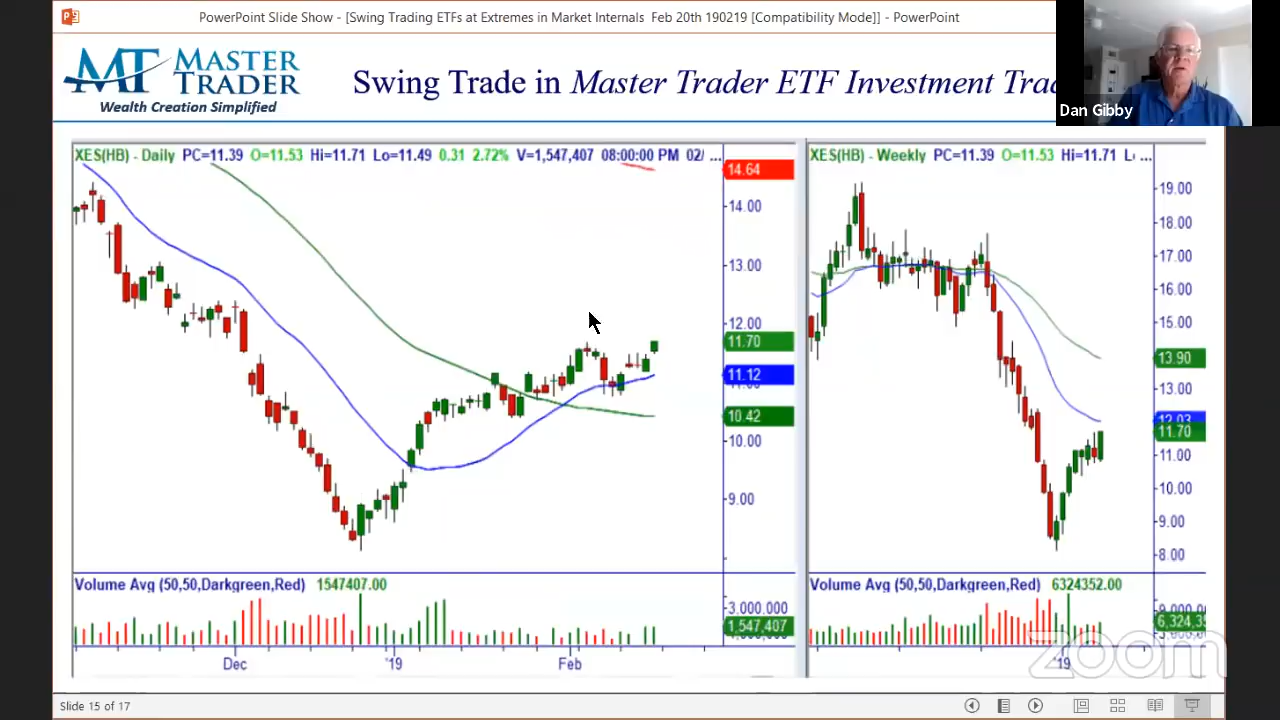 PowerPoint Slide Show - [Swing Trading ETFs at Extremes in Market Internals Feb 20th 190219 [Compatibility Mode]] - PowerPoint
Dan Gibby
MT MASTER TRADER
Wealth Creation Simplified
Swing Trade in Master Trader ETF Investment Trad
XES(HB) - Daily PC=11.39 O=11.53 Hi=11.71 Lo=11.49 0.31 2.72% V=1,547,407 08:00:00 PM 02/ ...
14.64
14.00
13.00
12.00
11.70
11.12
10.42
10.00
9.00
Volume Avg (50,50,Darkgreen,Red) 1547407.00
3.000.000
1,547,407
Dec '19 Feb
XES(HB) - Weekly PC=11.39 O=11.53 Hi=11.71 L ...
19.00
18.00
17.00
16.00
15.00
13.90
13.00
12.03
11.70
11.00
10.00
9.00
8.00
Volume Avg (50,50,Darkgreen,Red) 6324352.00
9.000.000
6,324,35
'19
zoom
Slide 15 of 17